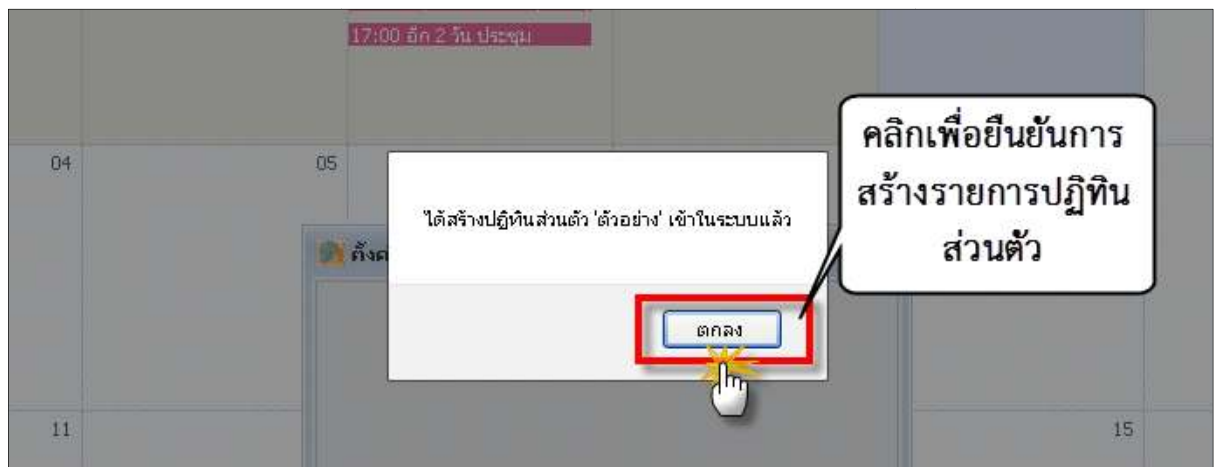 17:00 อีก 2 วัน ประชุม
คลิกเพื่อยืนยันการ
สร้างรายการปฏิทิน
ส่วนตัว
04
05
ได้สร้างปฏิทินส่วนตัว 'ตัวอย่าง' เข้าในระบบแล้ว
ตกลง
11
15